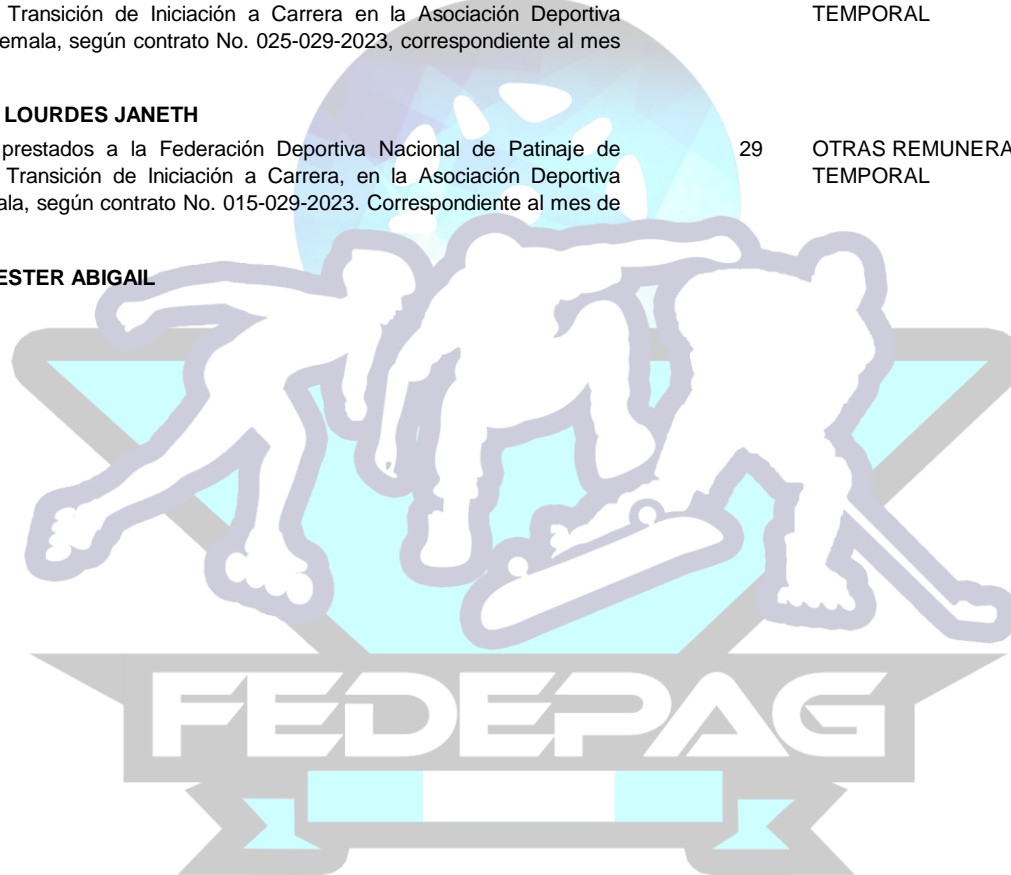 Transición de Iniciación a Carrera en la Asociación Deportiva TEMPORAL
emala, según contrato No. 025-029-2023, correspondiente al mes
LOURDES JANETH
prestados a la Federación Deportiva Nacional de Patinaje de 29 OTRAS REMUNERA
Transición de Iniciación a Carrera, en la Asociación Deportiva TEMPORAL
ala, según contrato No. 015-029-2023. Correspondiente al mes de
ESTER ABIGAIL
FEDEPAG